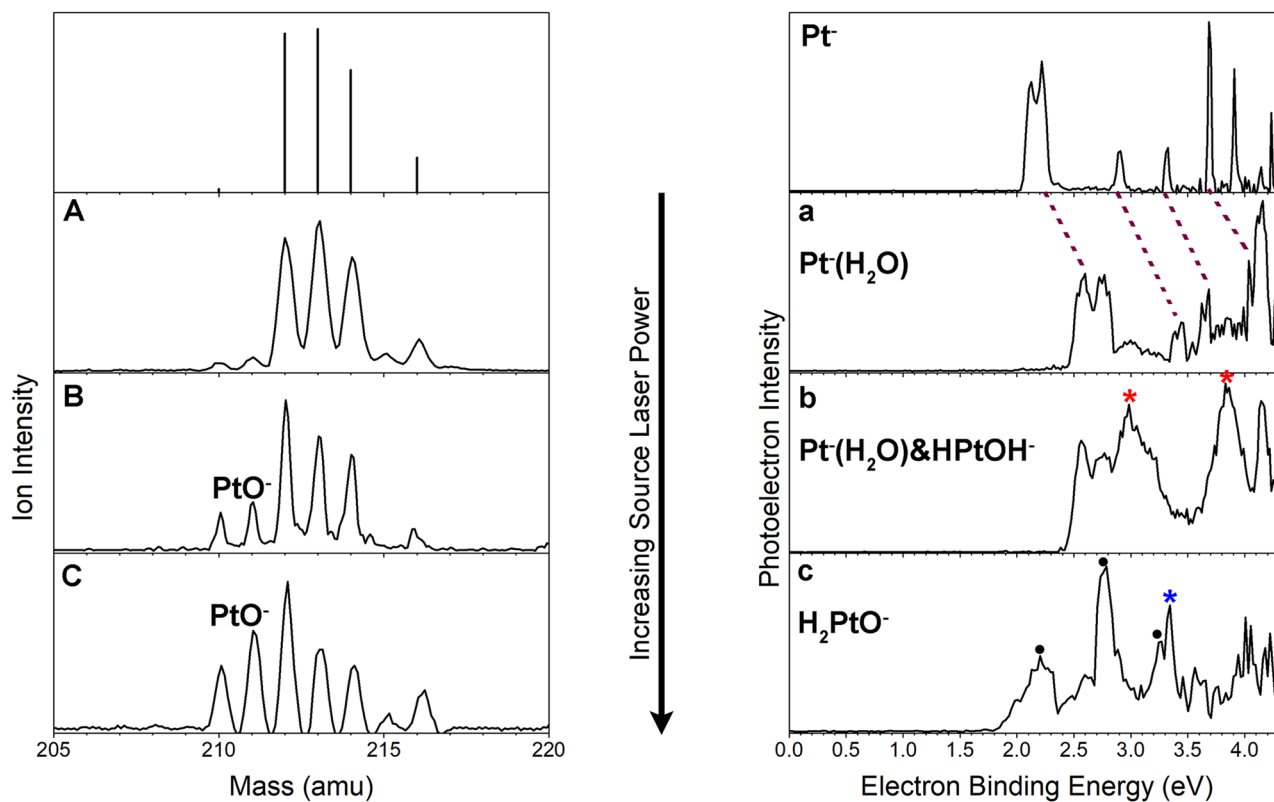 A
B
PtO⁻
C
PtO⁻
Ion Intensity
205
210
215
220
Mass (amu)
Increasing Source Laser Power
Pt⁻
a
Pt⁻(H₂O)
b
*
*
Pt⁻(H₂O)&HPtOH⁻
c
*
H₂PtO⁻
Photoelectron Intensity
0.0 0.5 1.0 1.5 2.0 2.5 3.0 3.5 4.0
Electron Binding Energy (eV)